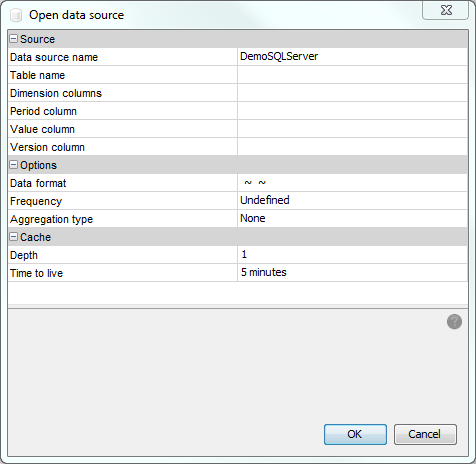 Open data source
Source
Data source name DemoSQLServer
Table name
Dimension columns
Period column
Value column
Version column
Options
Data format ~ ~
Frequency Undefined
Aggregation type None
Cache
Depth 1
Time to live 5 minutes
?
OK Cancel